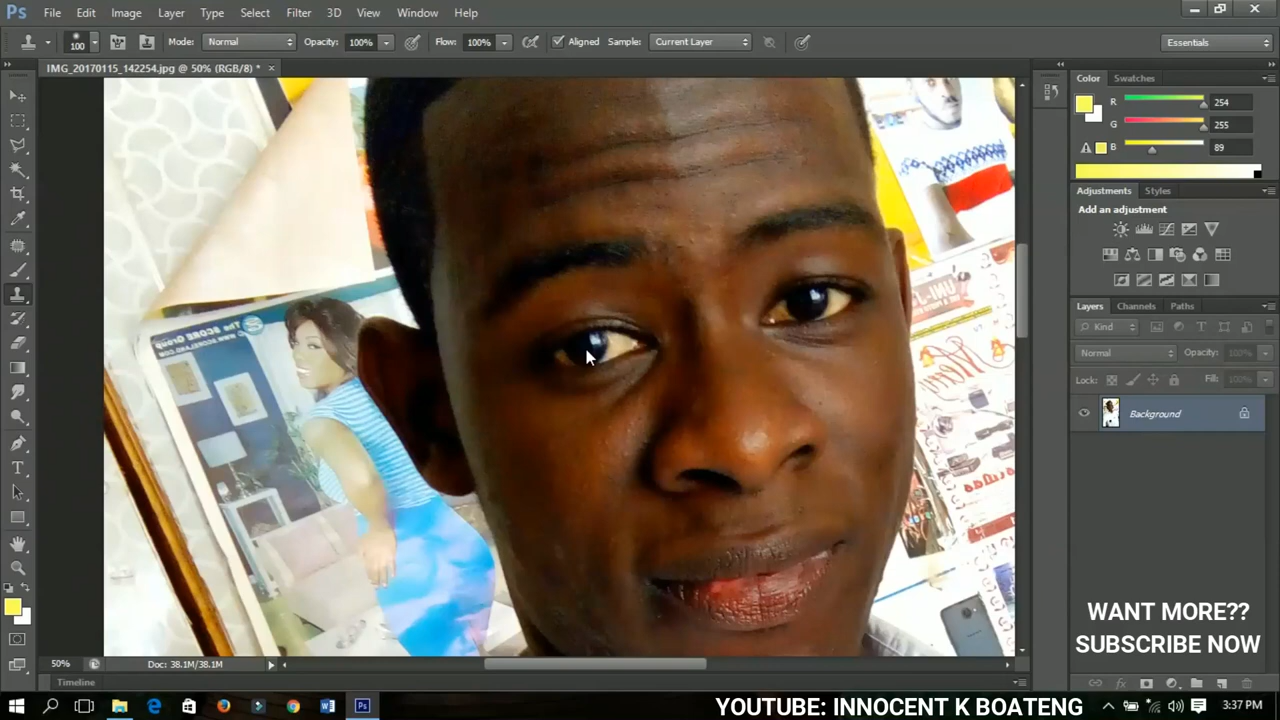 Ps File Edit Image Layer Type Select Filter 3D View Window Help
100 Mode: Normal Opacity: 100% Flow: 100% Aligned Sample: Current Layer Essentials
IMG_20170115_142254.jpg @ 50% (RGB/8) * ×
Color Swatches
R 254
G 255
B 89
Adjustments Styles
Add an adjustment
Layers Channels Paths
Kind
Normal Opacity: 100%
Lock: Fill: 100%
Background
WANT MORE??
SUBSCRIBE NOW
50% Doc: 38.1M/38.1M
Timeline
YOUTUBE: INNOCENT K BOATENG
3:37 PM